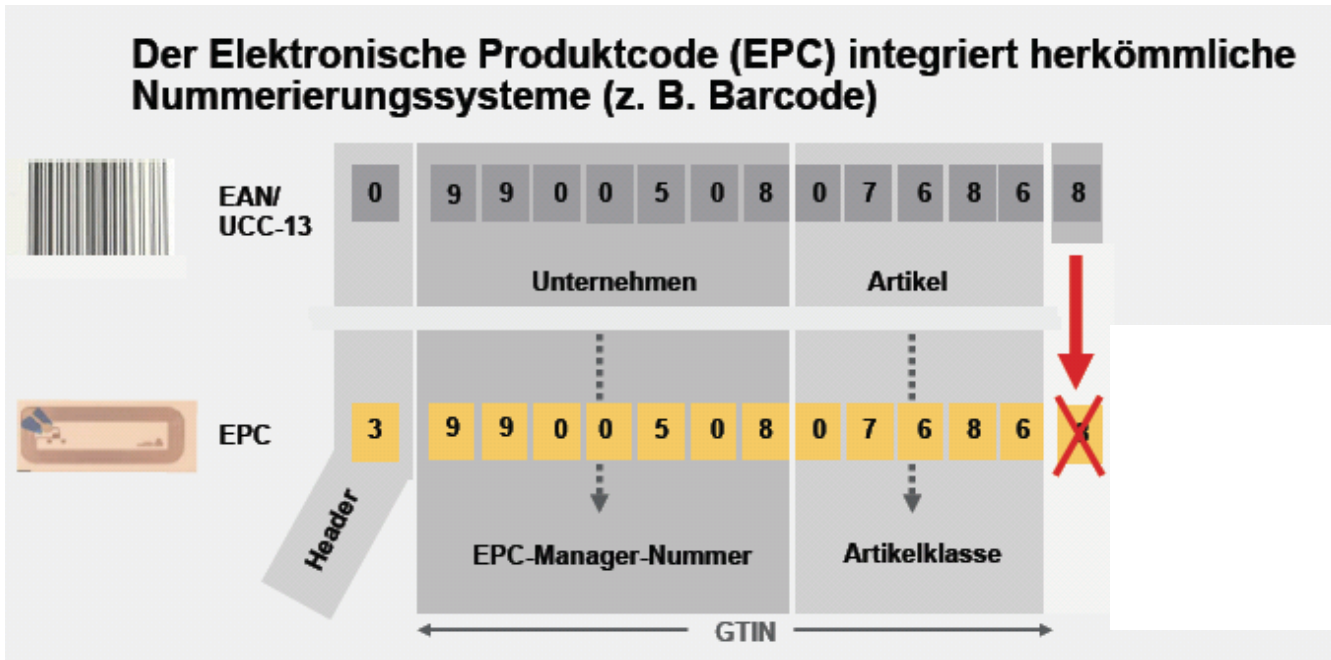 Der Elektronische Produktcode (EPC) integriert herkömmliche
Nummerierungssysteme (z. B. Barcode)
EAN/
UCC-13
0 9 9 0 0 5 0 8 0 7 6 8 6 8
Unternehmen Artikel
EPC
3 9 9 0 0 5 0 8 0 7 6 8 6 8
Header
EPC-Manager-Nummer Artikelklasse
GTIN